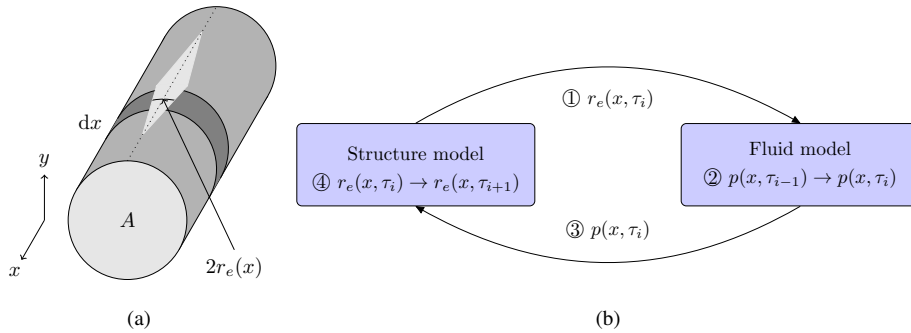 dx
y
x
A
2r_e(x)
(a)
① r_e(x, τ_i)
Structure model
④ r_e(x, τ_i) → r_e(x, τ_{i+1})
Fluid model
② p(x, τ_{i−1}) → p(x, τ_i)
③ p(x, τ_i)
(b)